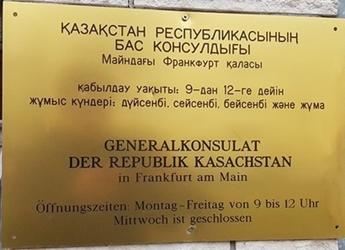 ҚАЗАҚСТАН РЕСПУБЛИКАСЫНЫҢ
БАС КОНСУЛДЫҒЫ
Майндағы Франкфурт қаласы
қабылдау уақыты: 9-дан 12-ге дейін
жұмыс күндері: дүйсенбі, сейсенбі, бейсенбі және жума
GENERALKONSULAT
DER REPUBLIK KASACHSTAN
in Frankfurt am Main
Öffnungszeiten: Montag-Freitag von 9 bis 12 Uhr
Mittwoch ist geschlossen